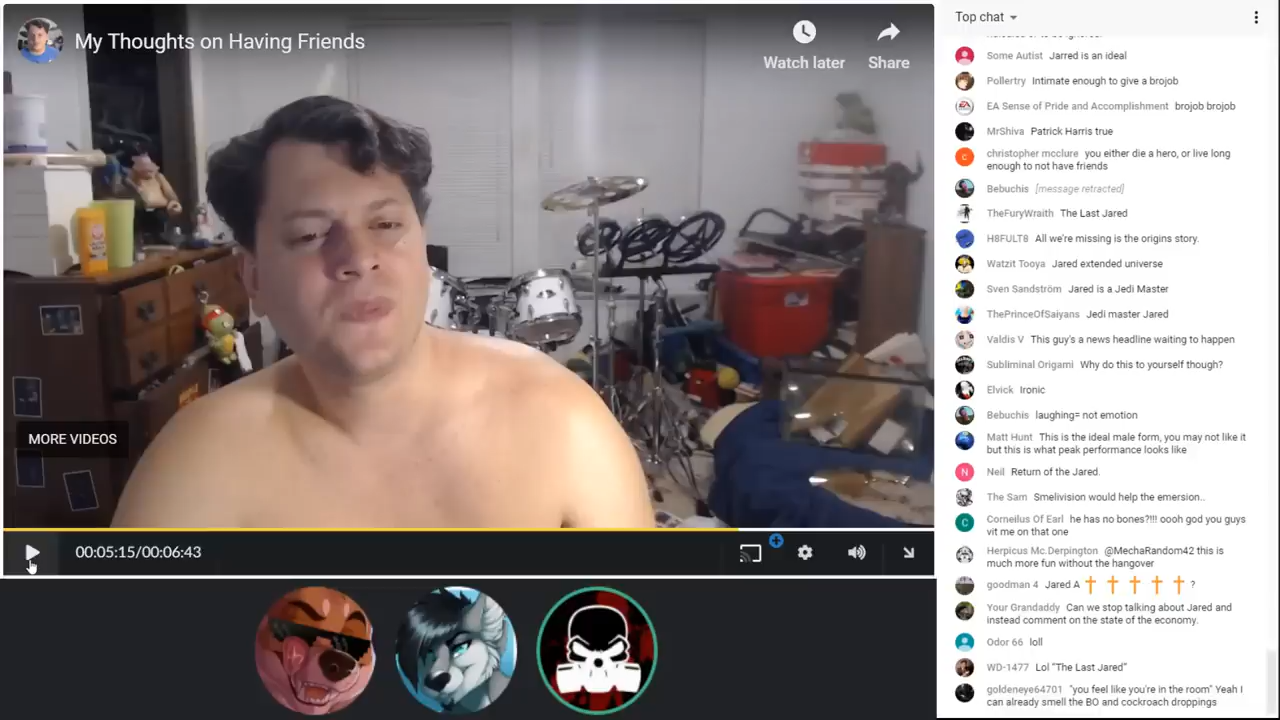 My Thoughts on Having Friends
Watch later
Share
MORE VIDEOS
00:05:15/00:06:43
Top chat
Some Autist Jarred is an ideal
Pollertry Intimate enough to give a brojob
EA Sense of Pride and Accomplishment brojob brojob
MrShiva Patrick Harris true
christopher mcclure you either die a hero, or live long
enough to not have friends
Bebuchis [message retracted]
TheFuryWraith The Last Jared
H8FULT8 All we're missing is the origins story.
Watzit Tooya Jared extended universe
Sven Sandström Jared is a Jedi Master
ThePrinceOfSaiyans Jedi master Jared
Valdis V This guy's a news headline waiting to happen
Subliminal Origami Why do this to yourself though?
Elvick Ironic
Bebuchis laughing= not emotion
Matt Hunt This is the ideal male form, you may not like it
but this is what peak performance looks like
Neil Return of the Jared.
The Sam Smelivision would help the emersion..
Corneilus Of Earl he has no bones?!!! oooh god you guys
vit me on that one
Herpicus Mc.Derpington @MechaRandom42 this is
much more fun without the hangover
goodman 4 Jared A ✝ ✝ ✝ ✝ ✝ ?
Your Grandaddy Can we stop talking about Jared and
instead comment on the state of the economy.
Odor 66 loll
WD-1477 Lol "The Last Jared"
goldeneye64701 "you feel like you're in the room" Yeah I
can already smell the BO and cockroach droppings